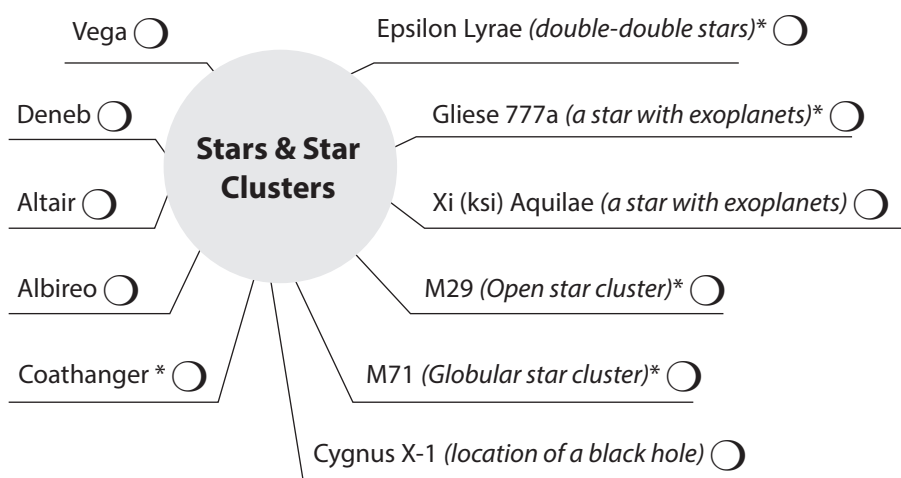 Vega
Epsilon Lyrae (double-double stars)*
Deneb
Gliese 777a (a star with exoplanets)*
Stars & Star
Clusters
Altair
Xi (ksi) Aquilae (a star with exoplanets)
Albireo
M29 (Open star cluster)*
Coathanger *
M71 (Globular star cluster)*
Cygnus X-1 (location of a black hole)